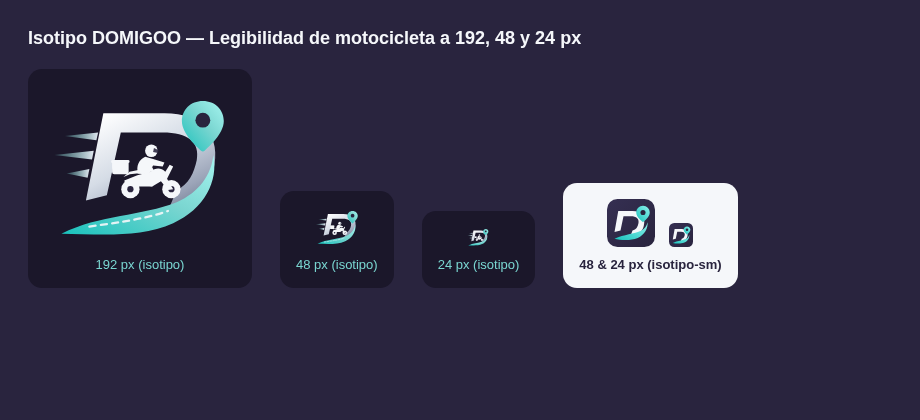 Isotipo DOMIGOO — Legibilidad de motocicleta a 192, 48 y 24 px
192 px (isotipo)
48 px (isotipo)
24 px (isotipo)
48 & 24 px (isotipo-sm)